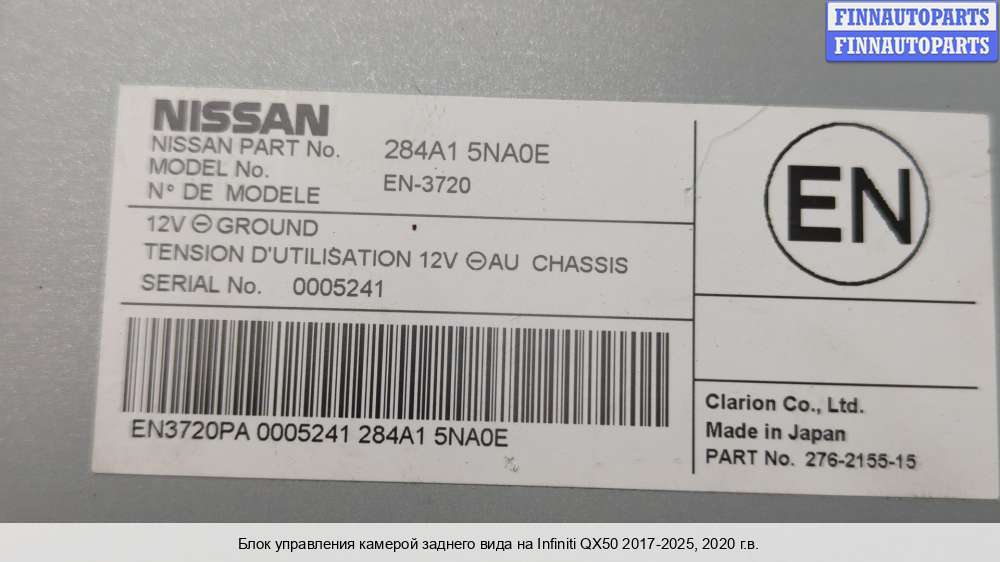 FINNAUTOPARTS
FINNAUTOPARTS
NISSAN
NISSAN PART No. 284A1 5NA0E
MODEL No.
N° DE MODELE EN-3720
12V ⊖ GROUND
TENSION D'UTILISATION 12V ⊖ AU CHASSIS
SERIAL No. 0005241
EN3720PA 0005241 284A1 5NA0E
EN
Clarion Co., Ltd.
Made in Japan
PART No. 276-2155-15
Блок управления камерой заднего вида на Infiniti QX50 2017-2025, 2020 г.в.